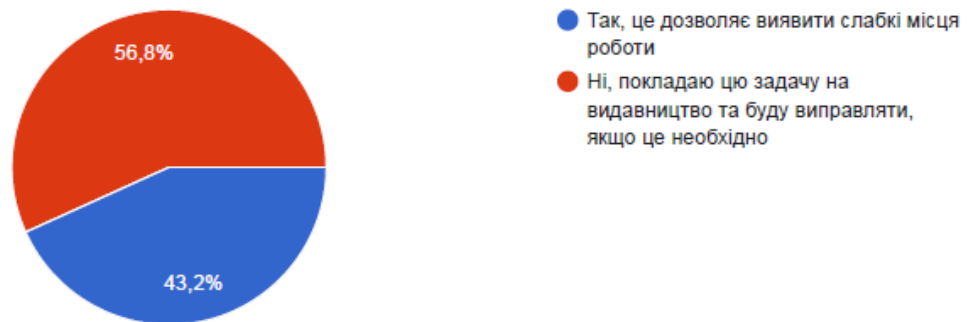 56,8%
43,2%
Так, це дозволяє виявити слабкі місця
роботи
Ні, покладаю цю задачу на
видавництво та буду виправляти,
якщо це необхідно